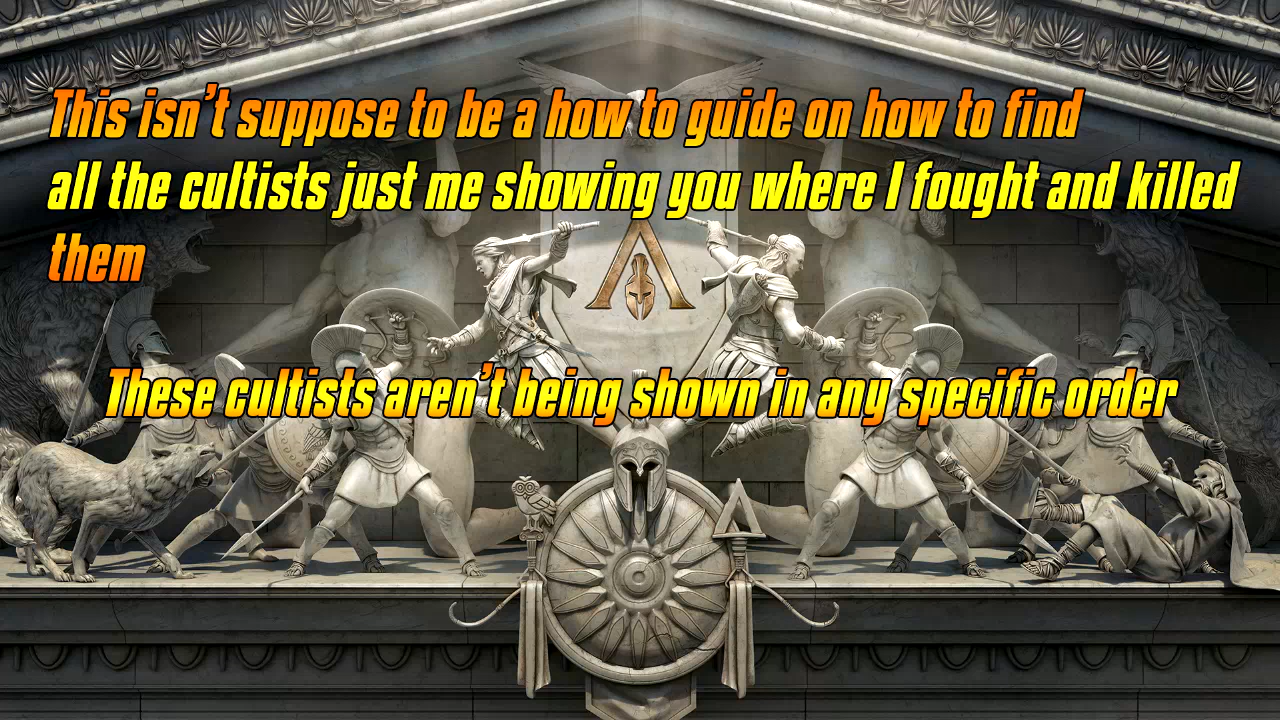 This isn't suppose to be a how to guide on how to find
all the cultists just me showing you where I fought and killed
them
These cultists aren't being shown in any specific order